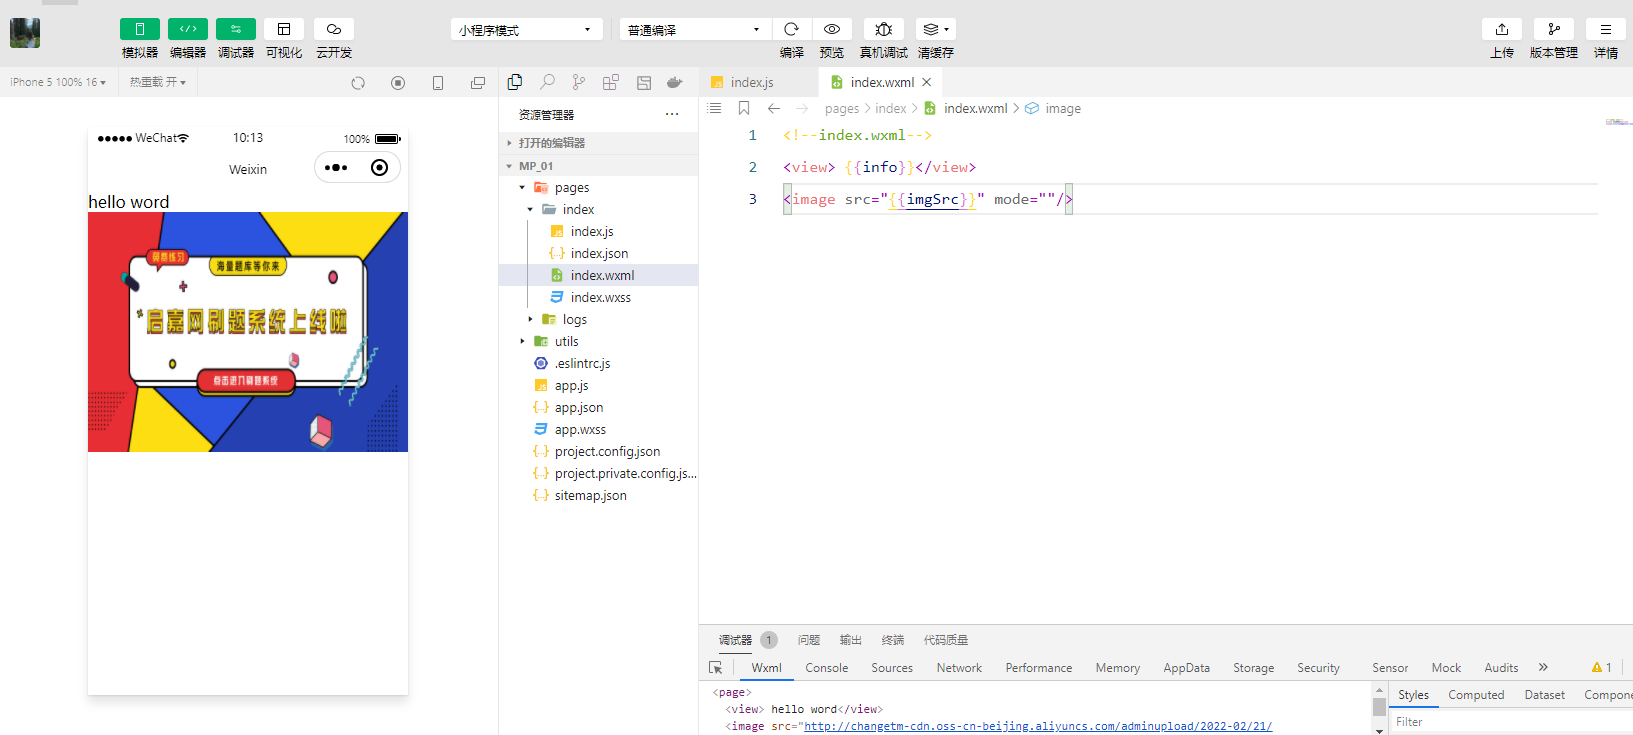 模拟器 编辑器 调试器 可视化 云开发
小程序模式 普通编译
编译 预览 真机调试 清缓存
上传 版本管理 详情
iPhone 5 100% 16 热重载 开
WeChat 10:13 100%
Weixin
hello word
网络练习
海量题库等你来
启嘉网刷题系统上线啦
点击进入刷题系统
资源管理器 ...
打开的编辑器
MP_01
pages
index
index.js
index.json
index.wxml
index.wxss
logs
utils
.eslintrc.js
app.js
app.json
app.wxss
project.config.json
project.private.config.js...
sitemap.json
index.js index.wxml
pages > index > index.wxml > image
1 <!--index.wxml-->
2 <view> {{info}}</view>
3 <image src="{{imgSrc}}" mode=""/>
调试器 1 问题 输出 终端 代码质量
Wxml Console Sources Network Performance Memory AppData Storage Security Sensor Mock Audits 1
<page>
<view> hello word</view>
<image src="http://changetm-cdn.oss-cn-beijing.aliyuncs.com/adminupload/2022-02/21/
Styles Computed Dataset Compone
Filter